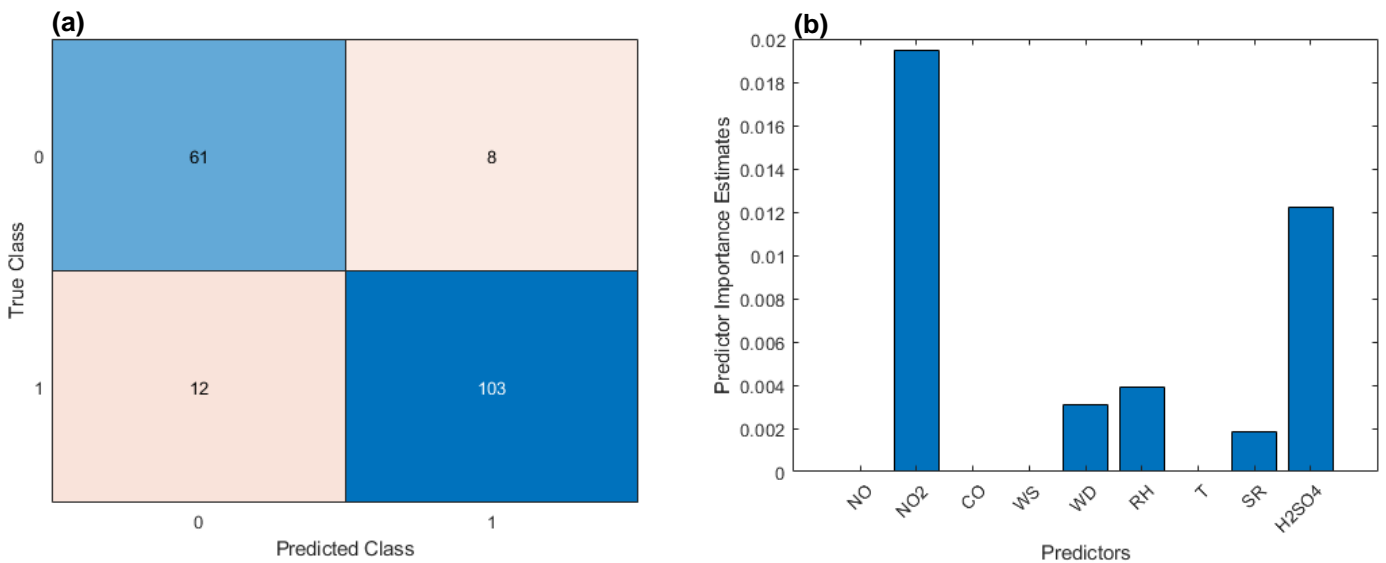 (a)
True Class
0
61
8
1
12
103
0
1
Predicted Class
(b)
Predictor Importance Estimates
0.02
0.018
0.016
0.014
0.012
0.01
0.008
0.006
0.004
0.002
0
NO
NO2
CO
WS
WD
RH
T
SR
H2SO4
Predictors